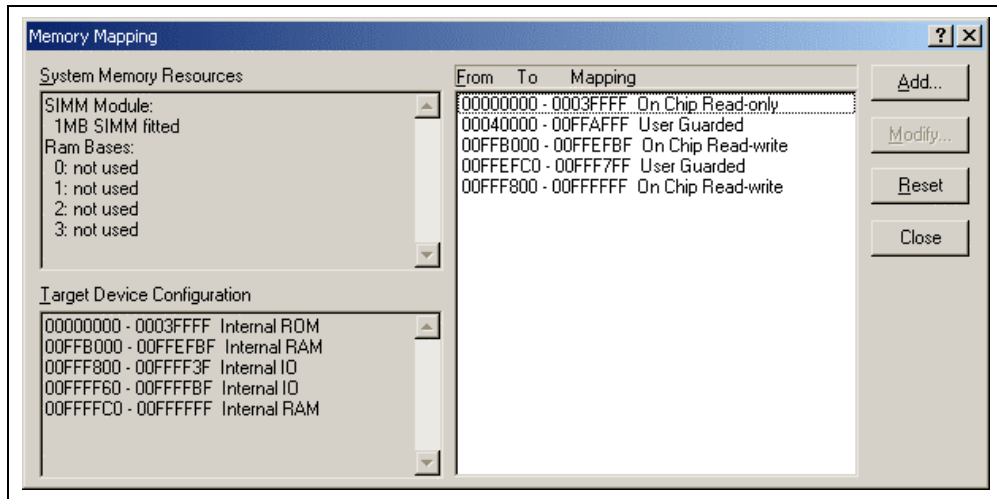 Memory Mapping
System Memory Resources
SIMM Module:
1MB SIMM fitted
Ram Bases:
0: not used
1: not used
2: not used
3: not used
Target Device Configuration
00000000 - 0003FFFF Internal ROM
00FFB000 - 00FFEFBF Internal RAM
00FFF800 - 00FFFF3F Internal IO
00FFFF60 - 00FFFFBF Internal IO
00FFFFC0 - 00FFFFFF Internal RAM
From To Mapping
00000000 - 0003FFFF On Chip Read-only
00040000 - 00FFAFFF User Guarded
00FFB000 - 00FFEFBF On Chip Read-write
00FFEFC0 - 00FFF7FF User Guarded
00FFF800 - 00FFFFFF On Chip Read-write
Add...
Modify...
Reset
Close